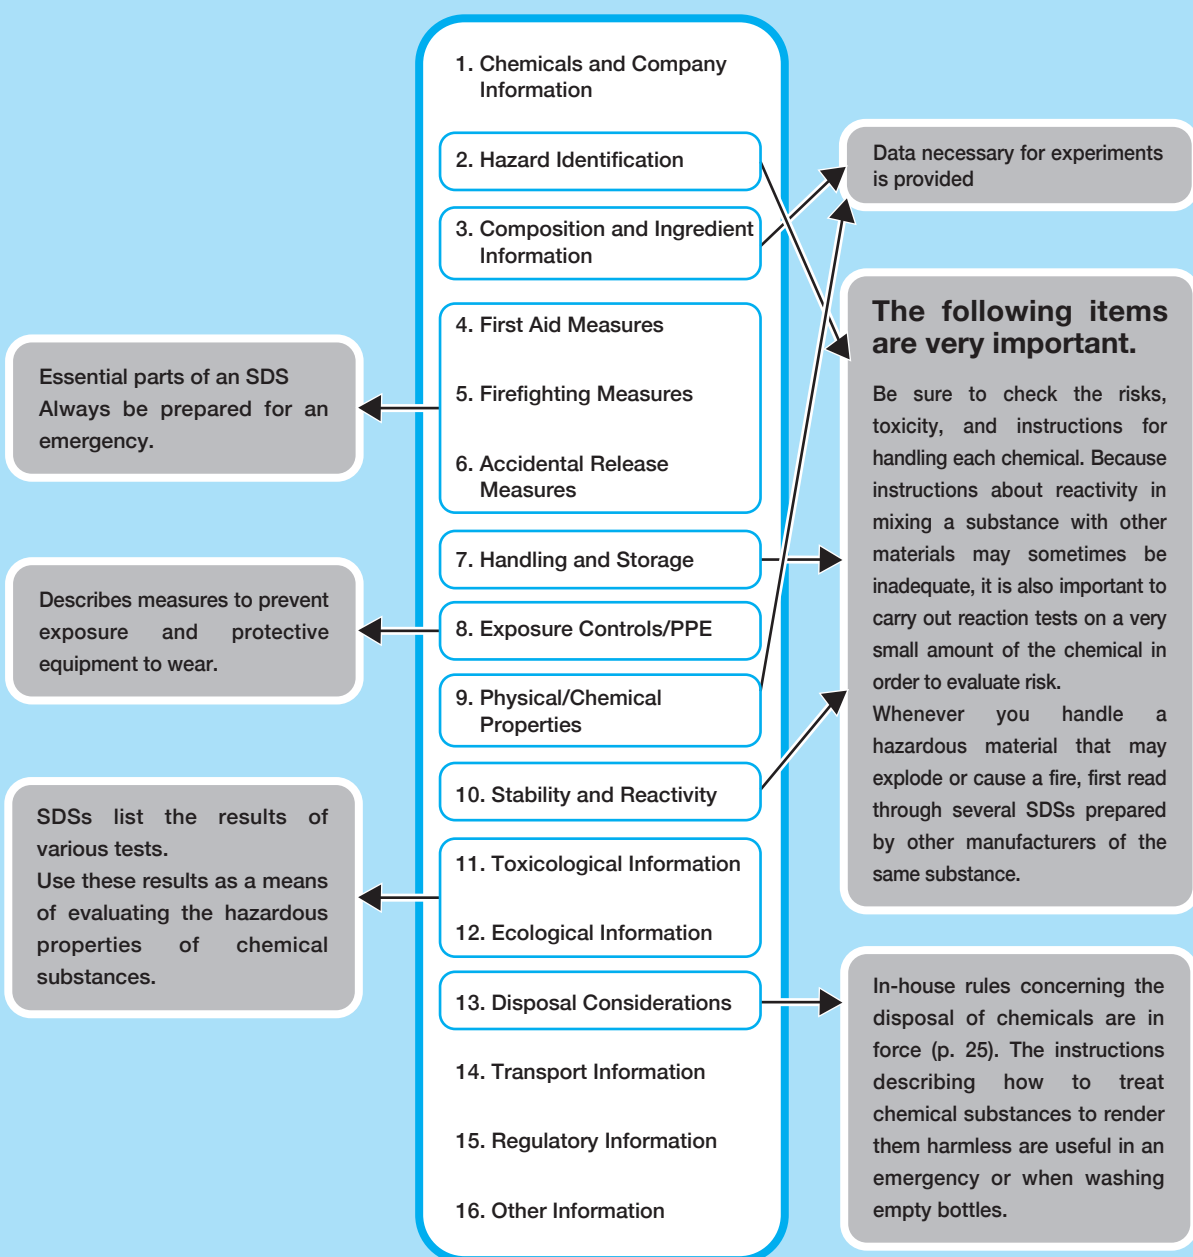 1. Chemicals and Company
Information
2. Hazard Identification
3. Composition and Ingredient
Information
4. First Aid Measures
5. Firefighting Measures
6. Accidental Release
Measures
7. Handling and Storage
8. Exposure Controls/PPE
9. Physical/Chemical
Properties
10. Stability and Reactivity
11. Toxicological Information
12. Ecological Information
13. Disposal Considerations
14. Transport Information
15. Regulatory Information
16. Other Information
Essential parts of an SDS
Always be prepared for an
emergency.
Describes measures to prevent
exposure and protective
equipment to wear.
SDSs list the results of
various tests.
Use these results as a means
of evaluating the hazardous
properties of chemical
substances.
Data necessary for experiments
is provided
The following items
are very important.
Be sure to check the risks,
toxicity, and instructions for
handling each chemical. Because
instructions about reactivity in
mixing a substance with other
materials may sometimes be
inadequate, it is also important to
carry out reaction tests on a very
small amount of the chemical in
order to evaluate risk.
Whenever you handle a
hazardous material that may
explode or cause a fire, first read
through several SDSs prepared
by other manufacturers of the
same substance.
In-house rules concerning the
disposal of chemicals are in
force (p. 25). The instructions
describing how to treat
chemical substances to render
them harmless are useful in an
emergency or when washing
empty bottles.